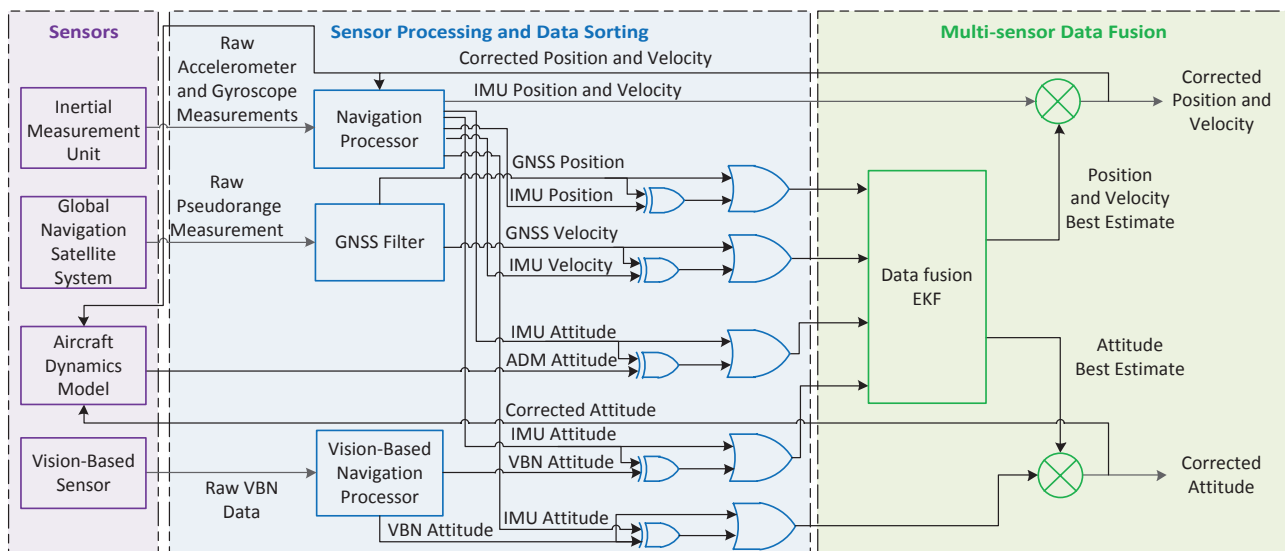 Sensors
Sensor Processing and Data Sorting
Multi-sensor Data Fusion
Raw
Accelerometer
and Gyroscope
Measurements
Corrected Position and Velocity
IMU Position and Velocity
Corrected
Position and
Velocity
Inertial
Measurement
Unit
Navigation
Processor
GNSS Position
IMU Position
Raw
Pseudorange
Measurement
Position
and Velocity
Best Estimate
Global
Navigation
Satellite
System
GNSS Filter
GNSS Velocity
IMU Velocity
Data fusion
EKF
Aircraft
Dynamics
Model
IMU Attitude
ADM Attitude
Attitude
Best Estimate
Corrected Attitude
Vision-Based
Sensor
Raw VBN
Data
Vision-Based
Navigation
Processor
IMU Attitude
VBN Attitude
Corrected
Attitude
IMU Attitude
VBN Attitude